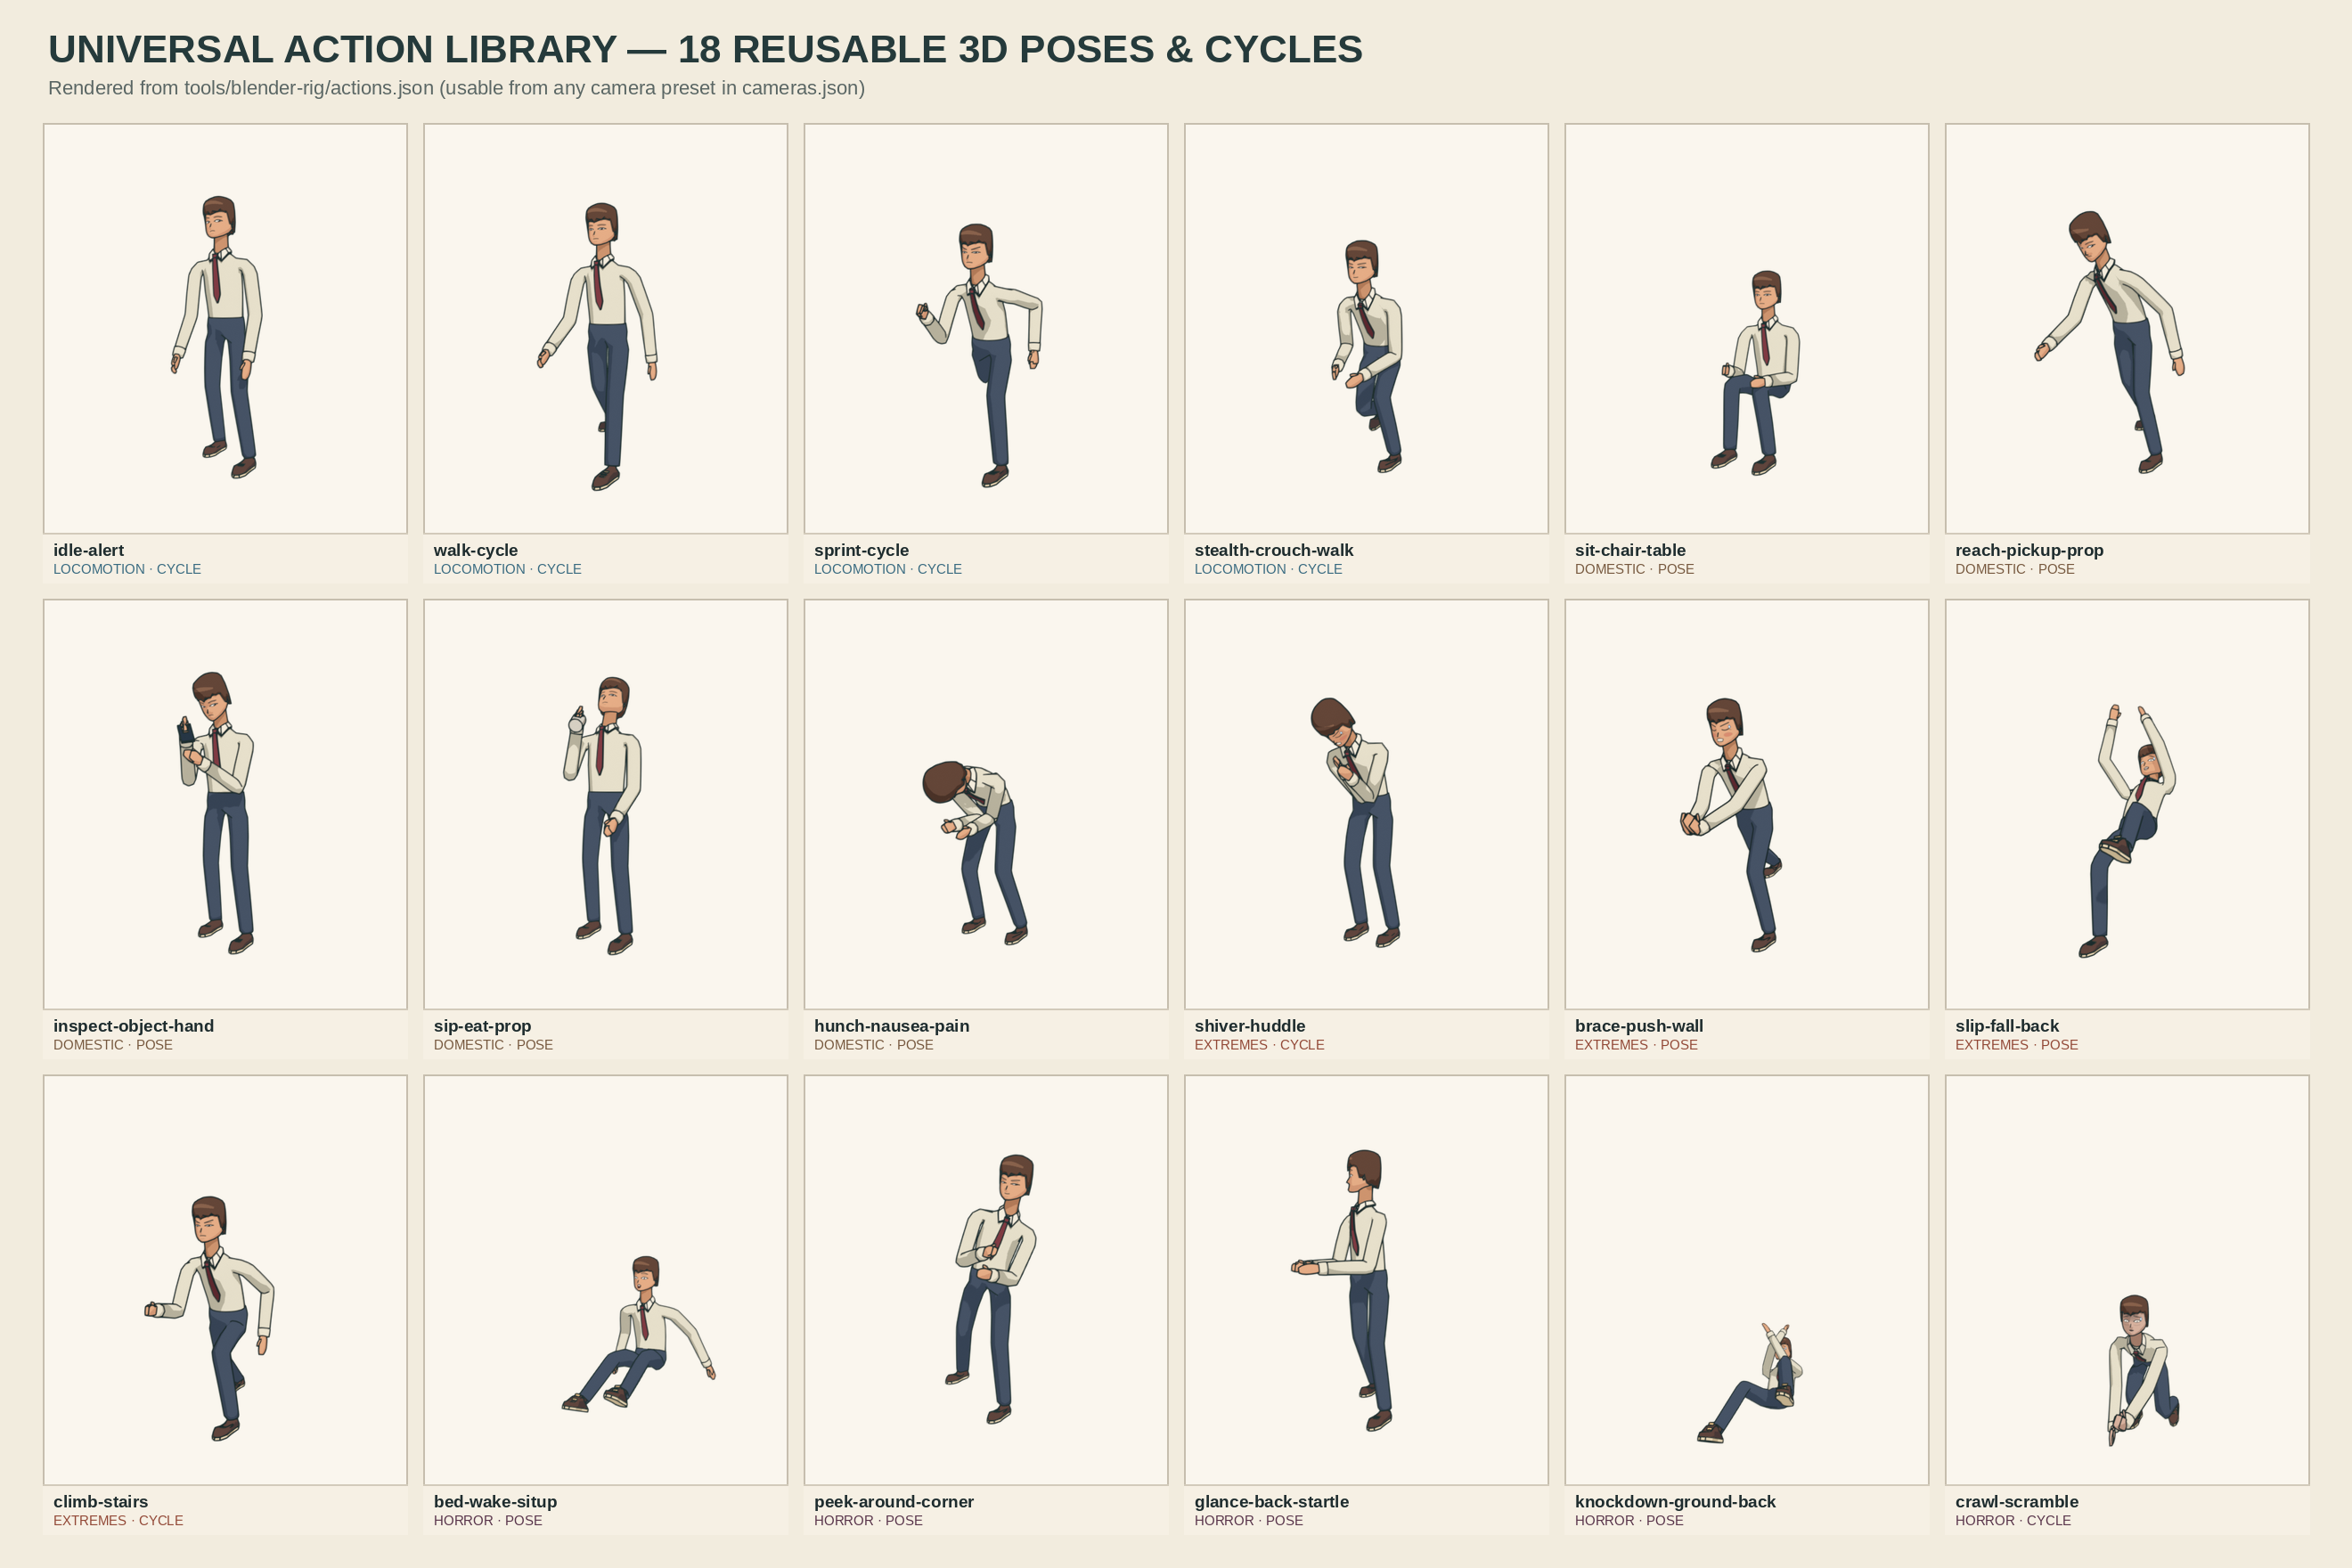 UNIVERSAL ACTION LIBRARY — 18 REUSABLE 3D POSES & CYCLES
Rendered from tools/blender-rig/actions.json (usable from any camera preset in cameras.json)
idle-alert
LOCOMOTION · CYCLE
walk-cycle
LOCOMOTION · CYCLE
sprint-cycle
LOCOMOTION · CYCLE
stealth-crouch-walk
LOCOMOTION · CYCLE
sit-chair-table
DOMESTIC · POSE
reach-pickup-prop
DOMESTIC · POSE
inspect-object-hand
DOMESTIC · POSE
sip-eat-prop
DOMESTIC · POSE
hunch-nausea-pain
DOMESTIC · POSE
shiver-huddle
EXTREMES · CYCLE
brace-push-wall
EXTREMES · POSE
slip-fall-back
EXTREMES · POSE
climb-stairs
EXTREMES · CYCLE
bed-wake-situp
HORROR · POSE
peek-around-corner
HORROR · POSE
glance-back-startle
HORROR · POSE
knockdown-ground-back
HORROR · POSE
crawl-scramble
HORROR · CYCLE